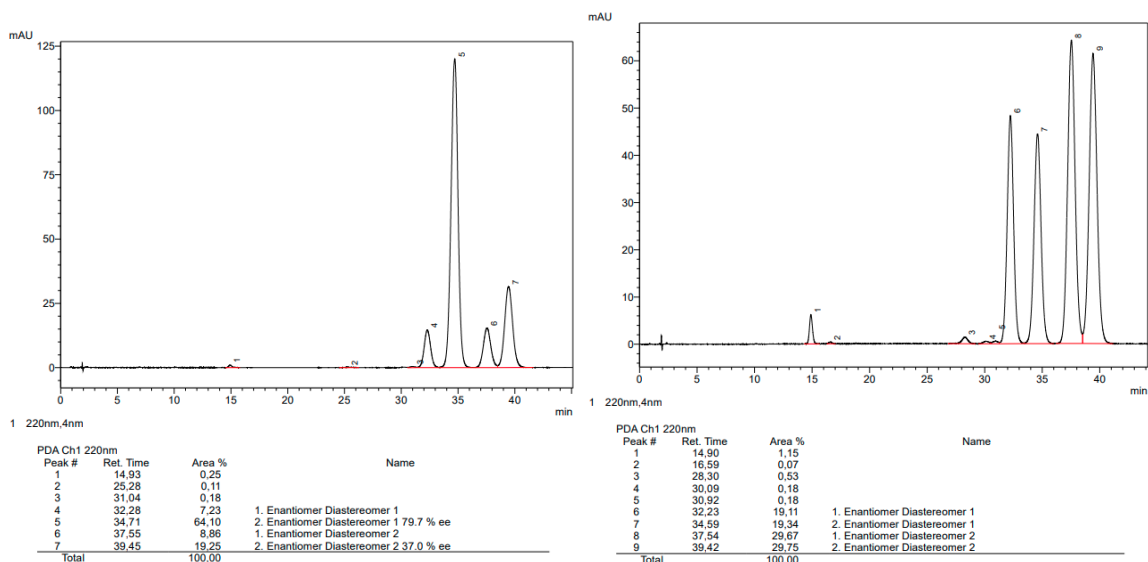 mAU
125
100
75
50
25
0
5
7
4
6
3
2
1
0 5 10 15 20 25 30 35 40
min
1 220nm,4nm
PDA Ch1 220nm
Peak # Ret. Time Area % Name
1 14,93 0,25
2 25,28 0,11
3 31,04 0,18
4 32,28 7,23 1. Enantiomer Diastereomer 1
5 34,71 64,10 2. Enantiomer Diastereomer 1 79.7 % ee
6 37,55 8,86 1. Enantiomer Diastereomer 2
7 39,45 19,25 2. Enantiomer Diastereomer 2 37.0 % ee
Total 100,00
mAU
60
50
40
30
20
10
0
8
9
6
7
1
2
3
4
5
0 5 10 15 20 25 30 35 40
min
1 220nm,4nm
PDA Ch1 220nm
Peak # Ret. Time Area % Name
1 14,90 1,15
2 16,59 0,07
3 28,30 0,53
4 30,09 0,18
5 30,92 0,18
6 32,23 19,11 1. Enantiomer Diastereomer 1
7 34,59 19,34 2. Enantiomer Diastereomer 1
8 37,54 29,67 1. Enantiomer Diastereomer 2
9 39,42 29,75 2. Enantiomer Diastereomer 2
Total 100,00